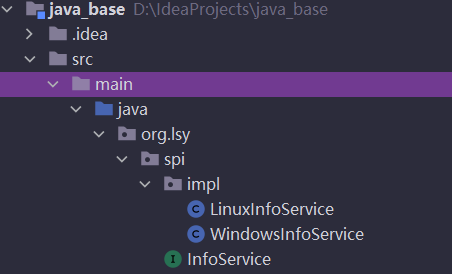 java_base D:\IdeaProjects\java_base
.idea
src
main
java
org.lsy
spi
impl
C LinuxInfoService
C WindowsInfoService
I InfoService